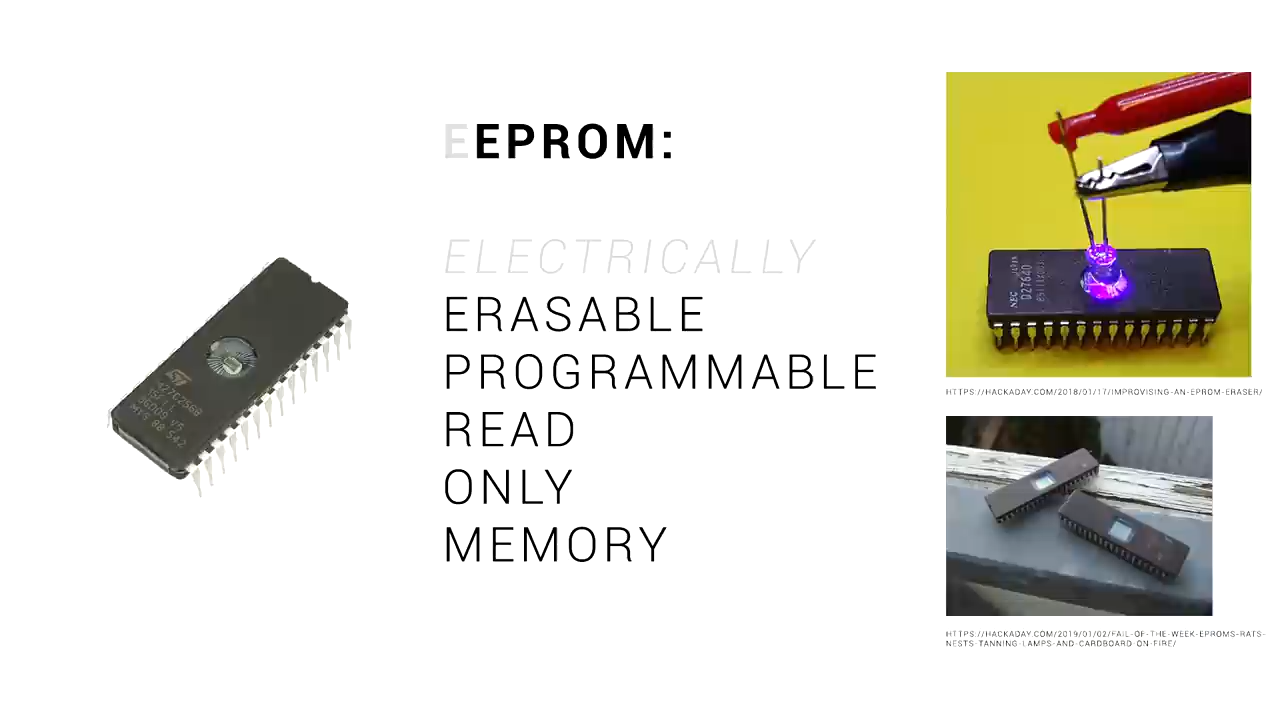 EEPROM:
ELECTRICALLY
ERASABLE
PROGRAMMABLE
READ
ONLY
MEMORY
NEC JAPAN
D27640
HTTPS://HACKADAY.COM/2018/01/17/IMPROVISING-AN-EPROM-ERASER/
HTTPS://HACKADAY.COM/2019/01/02/FAIL-OF-THE-WEEK-EPROMS-RATS-
NESTS-TANNING-LAMPS-AND-CARDBOARD-ON-FIRE/